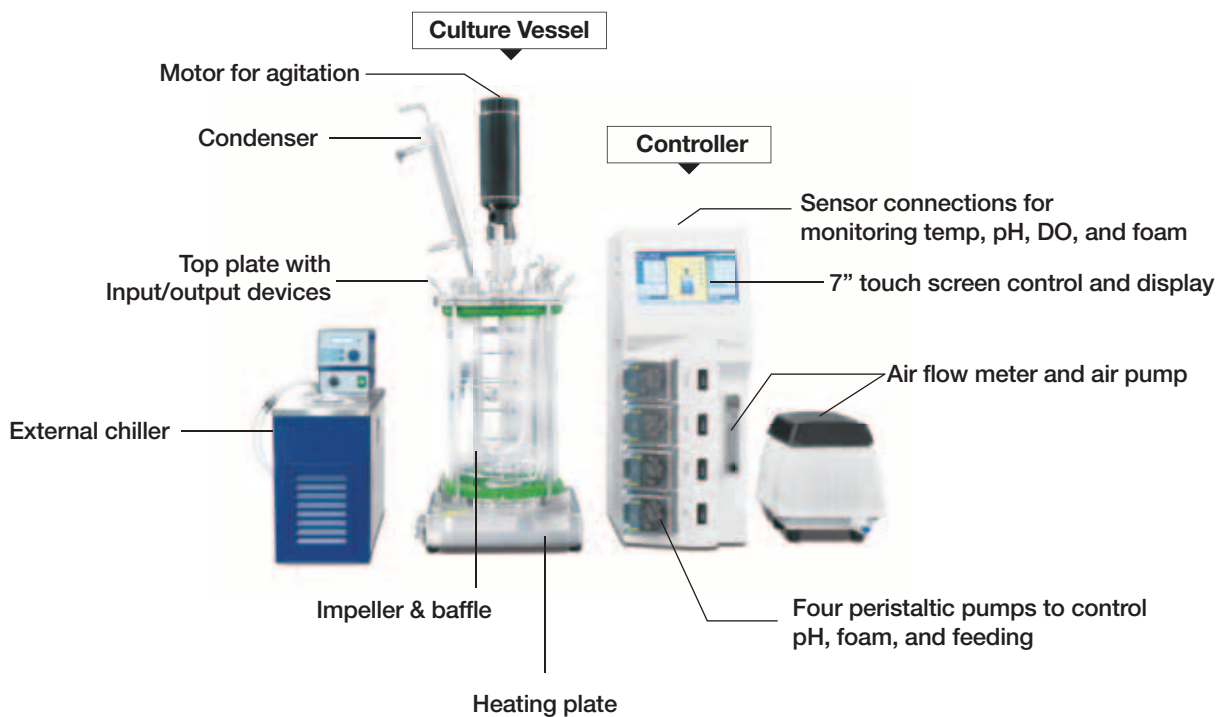 Culture Vessel
Motor for agitation
Condenser
Controller
Sensor connections for
monitoring temp, pH, DO, and foam
Top plate with
Input/output devices
7” touch screen control and display
Air flow meter and air pump
External chiller
Impeller & baffle
Four peristaltic pumps to control
pH, foam, and feeding
Heating plate